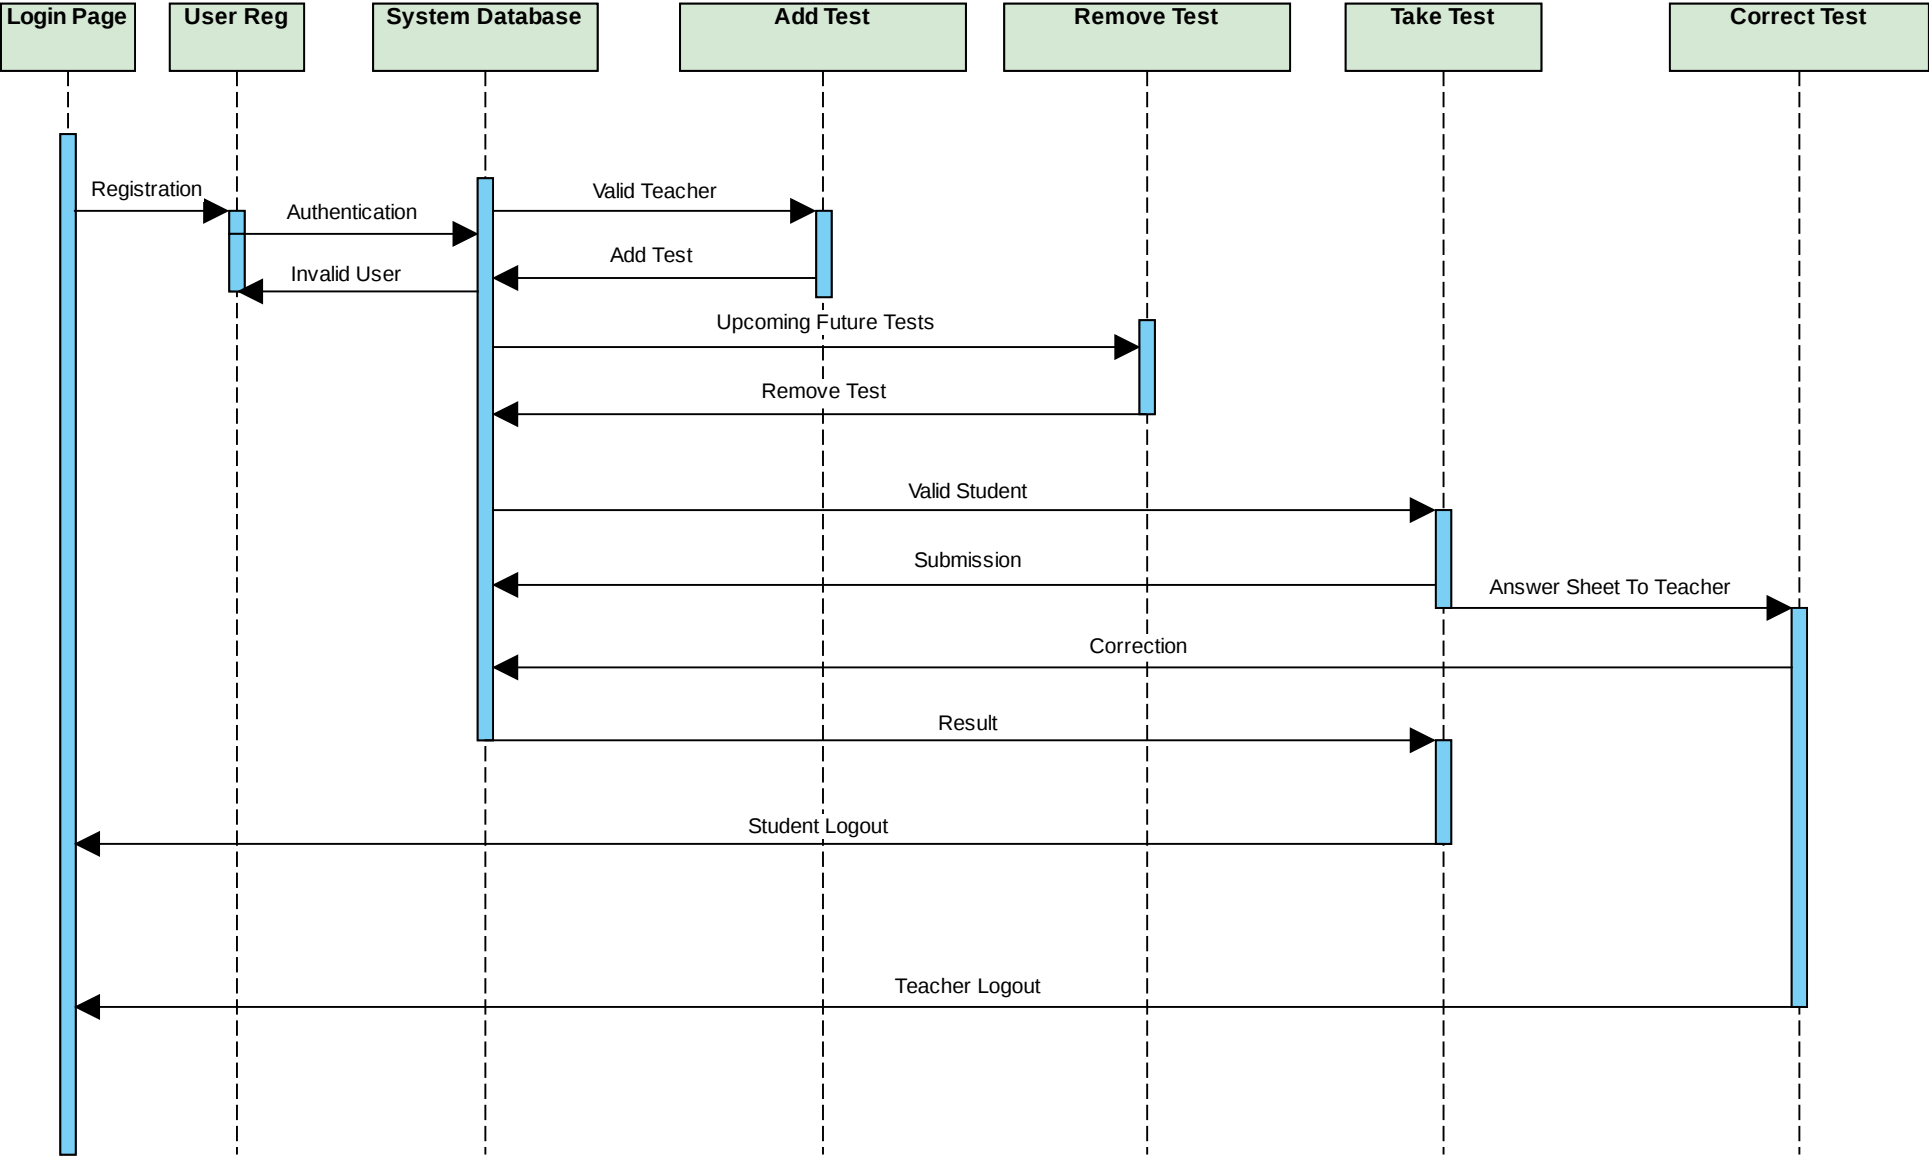 Login Page
User Reg
System Database
Add Test
Remove Test
Take Test
Correct Test
Registration
Valid Teacher
Authentication
Add Test
Invalid User
Upcoming Future Tests
Remove Test
Valid Student
Submission
Answer Sheet To Teacher
Correction
Result
Student Logout
Teacher Logout